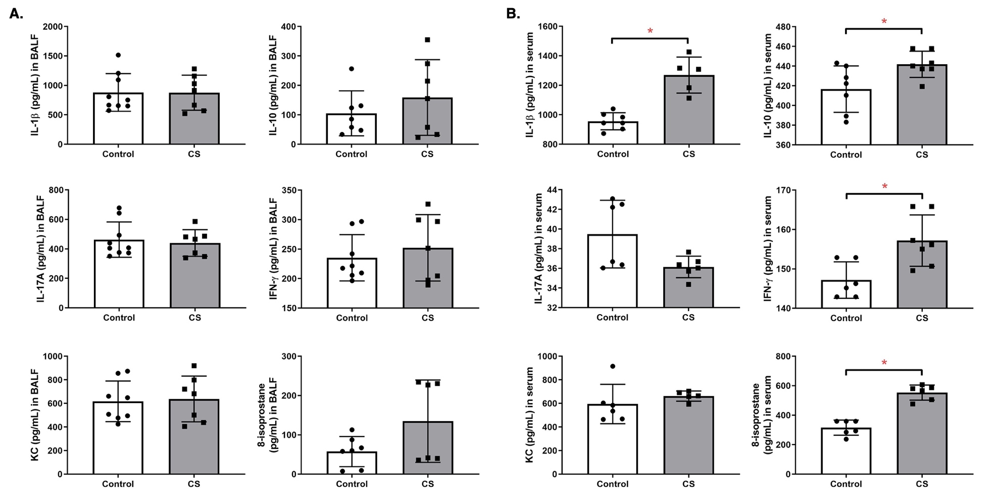 A.
IL-1β (pg/mL) in BALF
2000
1500
1000
500
0
Control
CS
IL-10 (pg/mL) in BALF
400
300
200
100
0
Control
CS
B.
IL-1β (pg/mL) in serum
1600
1400
1200
1000
800
*
Control
CS
IL-10 (pg/mL) in serum
480
460
440
420
400
380
360
*
Control
CS
IL-17A (pg/mL) in BALF
800
600
400
200
0
Control
CS
IFN-γ (pg/mL) in BALF
350
300
250
200
150
Control
CS
IL-17A (pg/mL) in serum
44
42
40
38
36
34
32
Control
CS
IFN-γ (pg/mL) in serum
170
160
150
140
*
Control
CS
KC (pg/mL) in BALF
1000
800
600
400
200
0
Control
CS
8-isoprostane
(pg/mL) in BALF
300
200
100
0
Control
CS
KC (pg/mL) in serum
1000
800
600
400
200
0
Control
CS
8-isoprostane
(pg/mL) in serum
800
600
400
200
0
*
Control
CS